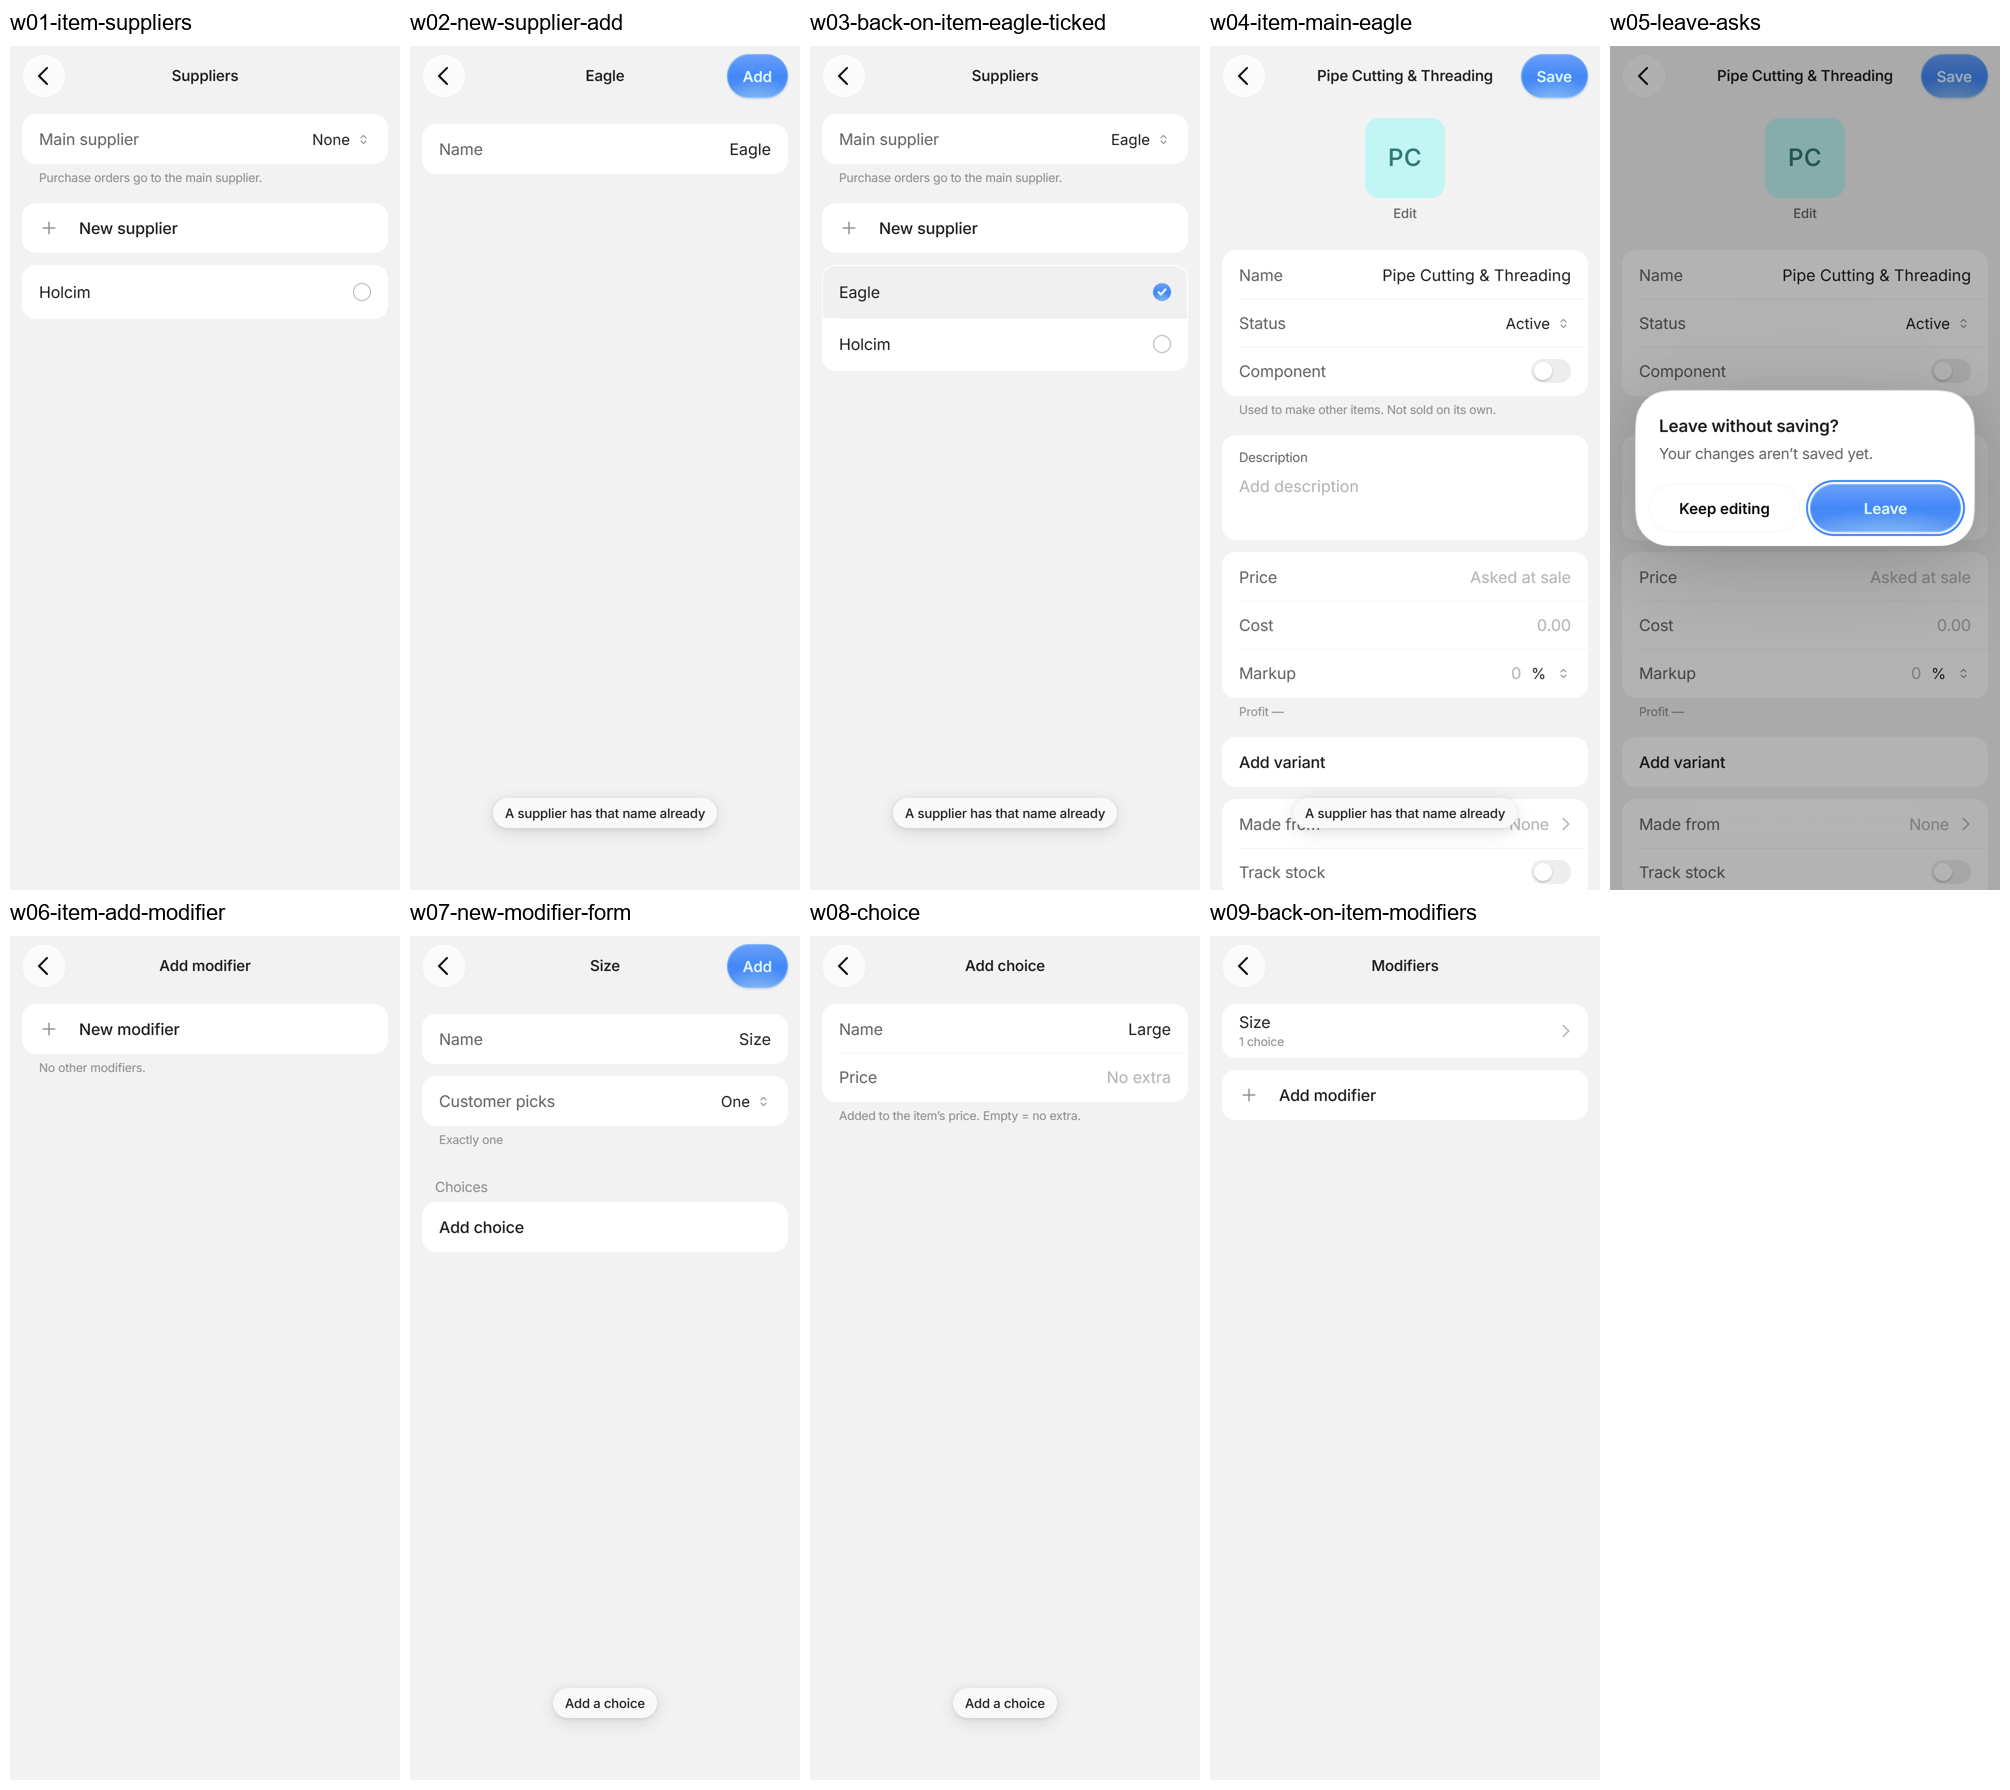 w01-item-suppliers
Suppliers
Main supplier None
Purchase orders go to the main supplier.
New supplier
Holcim
w02-new-supplier-add
Eagle Add
Name Eagle
A supplier has that name already
w03-back-on-item-eagle-ticked
Suppliers
Main supplier Eagle
Purchase orders go to the main supplier.
New supplier
Eagle
Holcim
A supplier has that name already
w04-item-main-eagle
Pipe Cutting & Threading Save
PC
Edit
Name Pipe Cutting & Threading
Status Active
Component
Used to make other items. Not sold on its own.
Description
Add description
Price Asked at sale
Cost 0.00
Markup 0 %
Profit —
Add variant
A supplier has that name already
Made from None
Track stock
w05-leave-asks
Pipe Cutting & Threading Save
PC
Edit
Name Pipe Cutting & Threading
Status Active
Component
Leave without saving?
Your changes aren’t saved yet.
Keep editing Leave
Price Asked at sale
Cost 0.00
Markup 0 %
Profit —
Add variant
Made from None
Track stock
w06-item-add-modifier
Add modifier
New modifier
No other modifiers.
w07-new-modifier-form
Size Add
Name Size
Customer picks One
Exactly one
Choices
Add choice
Add a choice
w08-choice
Add choice
Name Large
Price No extra
Added to the item’s price. Empty = no extra.
Add a choice
w09-back-on-item-modifiers
Modifiers
Size
1 choice
Add modifier